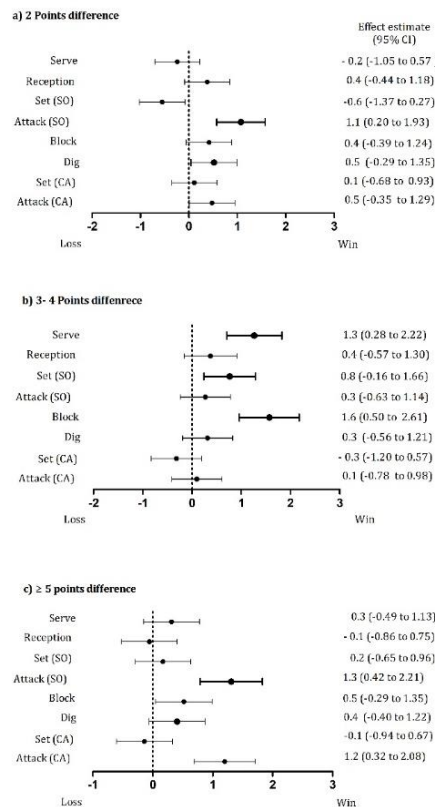 a) 2 Points difference
Effect estimate
(95% CI)
Serve - 0.2 (-1.05 to 0.57
Reception 0.4 (-0.44 to 1.18)
Set (SO) -0.6 (-1.37 to 0.27)
Attack (SO) 1.1 (0.20 to 1.93)
Block 0.4 (-0.39 to 1.24)
Dig 0.5 (-0.29 to 1.35)
Set (CA) 0.1 (-0.68 to 0.93)
Attack (CA) 0.5 (-0.35 to 1.29)
-2 -1 0 1 2 3
Loss Win
b) 3- 4 Points diffenrece
Serve 1.3 (0.28 to 2.22)
Reception 0.4 (-0.57 to 1.30)
Set (SO) 0.8 (-0.16 to 1.66)
Attack (SO) 0.3 (-0.63 to 1.14)
Block 1.6 (0.50 to 2.61)
Dig 0.3 (-0.56 to 1.21)
Set (CA) - 0.3 (-1.20 to 0.57)
Attack (CA) 0.1 (-0.78 to 0.98)
-2 -1 0 1 2 3
Loss Win
c) ≥ 5 points difference
Serve 0.3 (-0.49 to 1.13)
Reception -0.1 (-0.86 to 0.75)
Set (SO) 0.2 (-0.65 to 0.96)
Attack (SO) 1.3 (0.42 to 2.21)
Block 0.5 (-0.29 to 1.35)
Dig 0.4 (-0.40 to 1.22)
Set (CA) -0.1 (-0.94 to 0.67)
Attack (CA) 1.2 (0.32 to 2.08)
-1 0 1 2 3
Loss Win